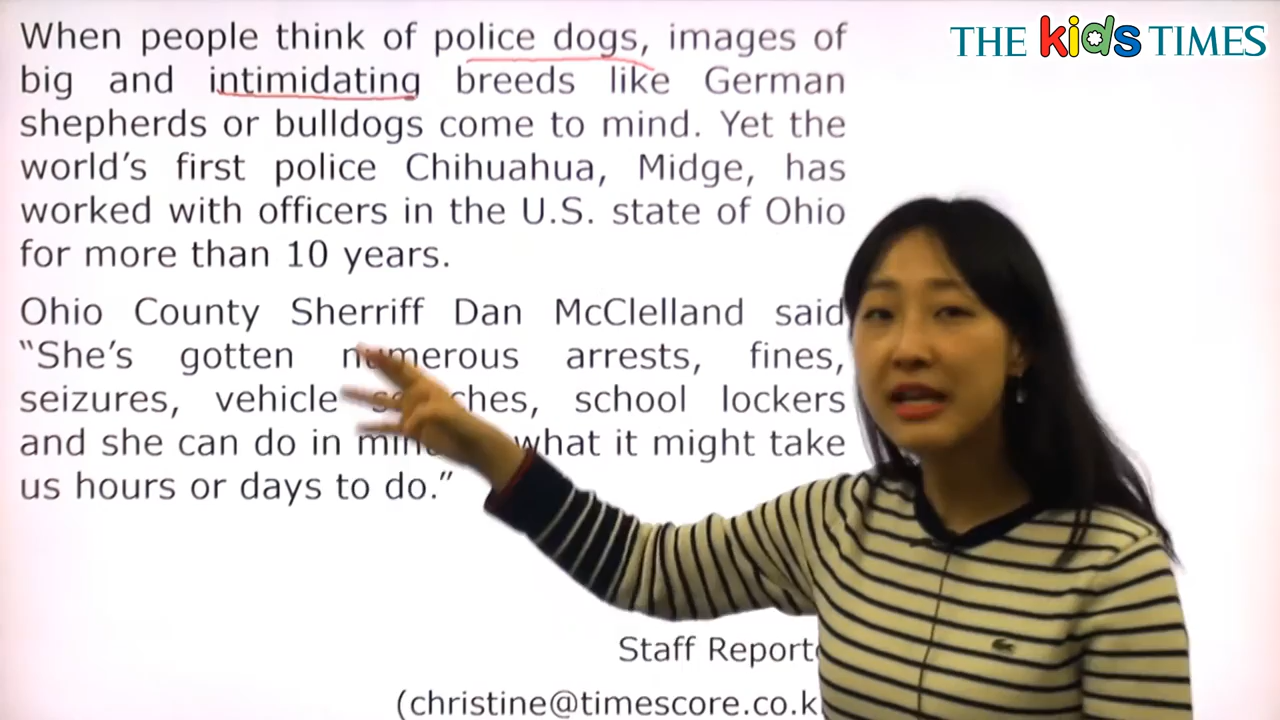 THE kids TIMES
When people think of police dogs, images of
big and intimidating breeds like German
shepherds or bulldogs come to mind. Yet the
world's first police Chihuahua, Midge, has
worked with officers in the U.S. state of Ohio
for more than 10 years.
Ohio County Sherriff Dan McClelland said
“She's gotten numerous arrests, fines,
seizures, vehicle searches, school lockers
and she can do in what it might take
us hours or days to do.”
Staff
(christine@timescore.co.k